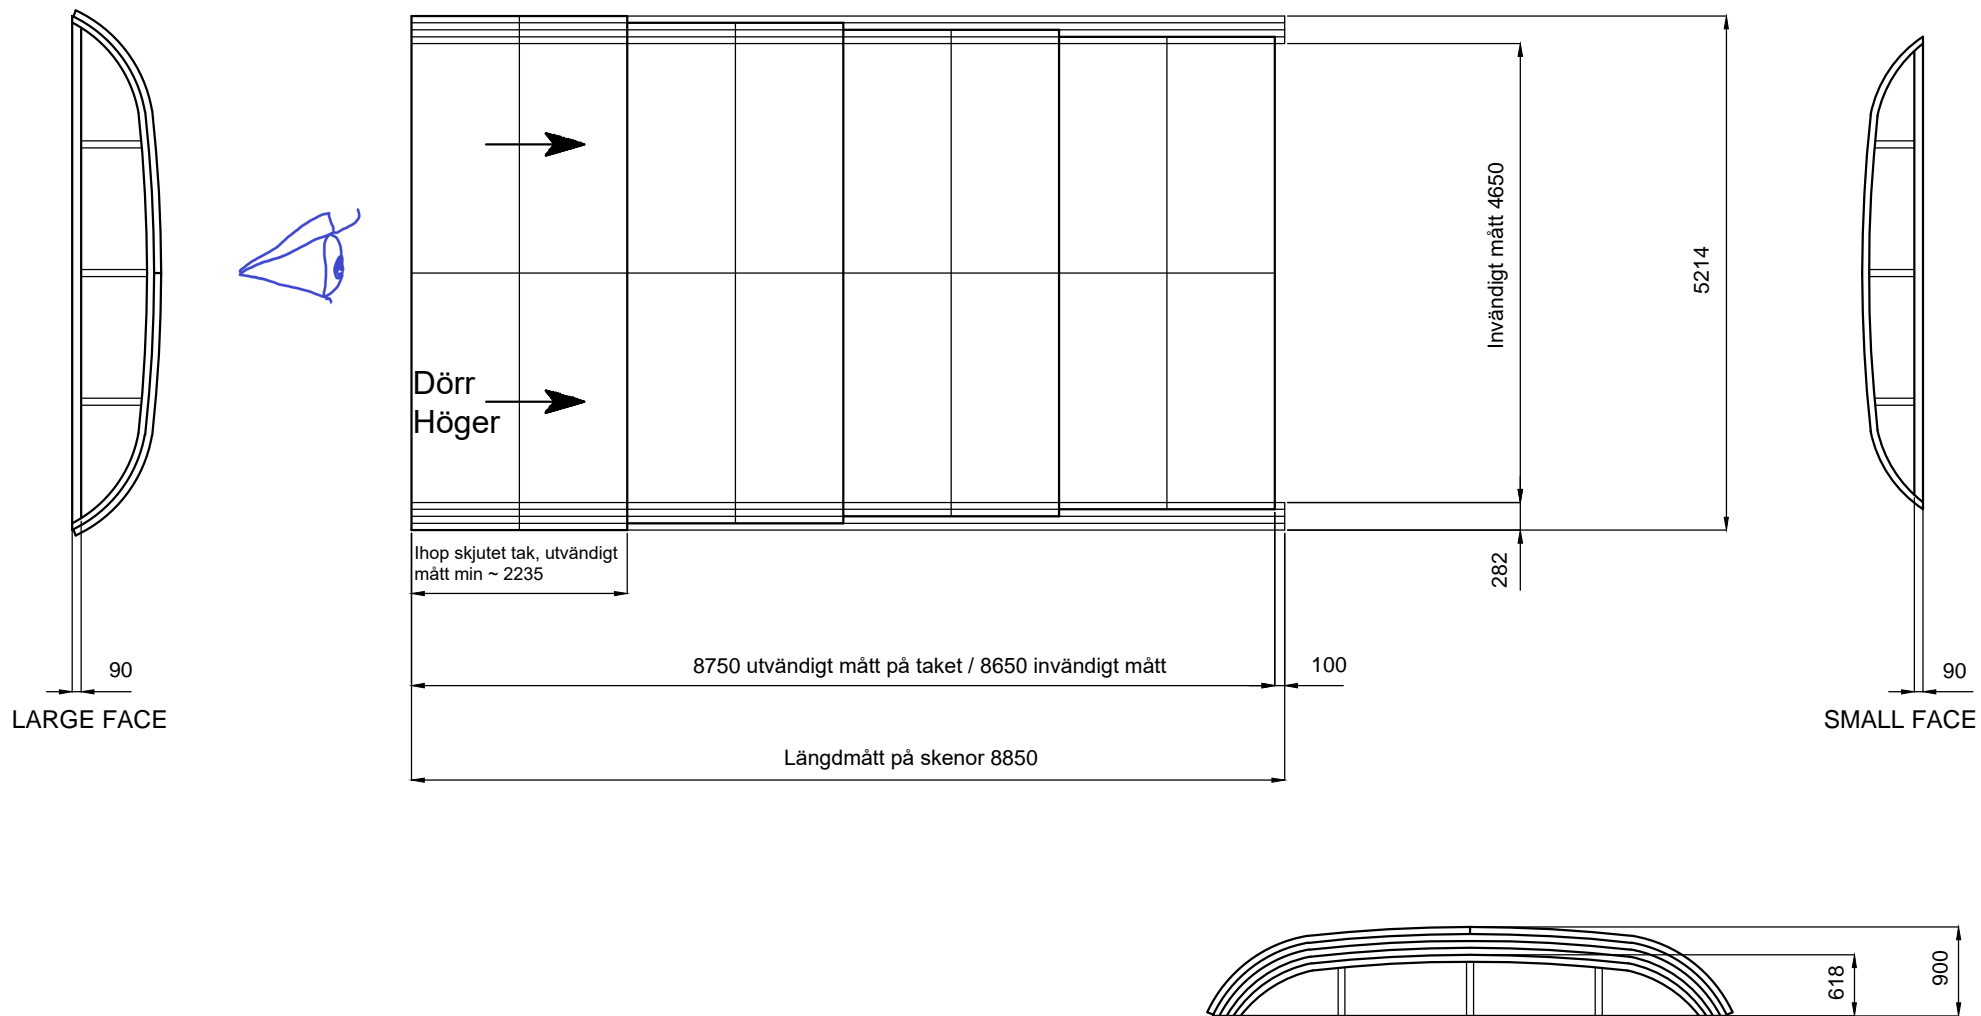 Invändigt mått 4650
5214
Dörr
Höger
Ihop skjutet tak, utvändigt
mått min ~ 2235
282
90
8750 utvändigt mått på taket / 8650 invändigt mått
100
90
LARGE FACE
SMALL FACE
Längdmått på skenor 8850
618
900